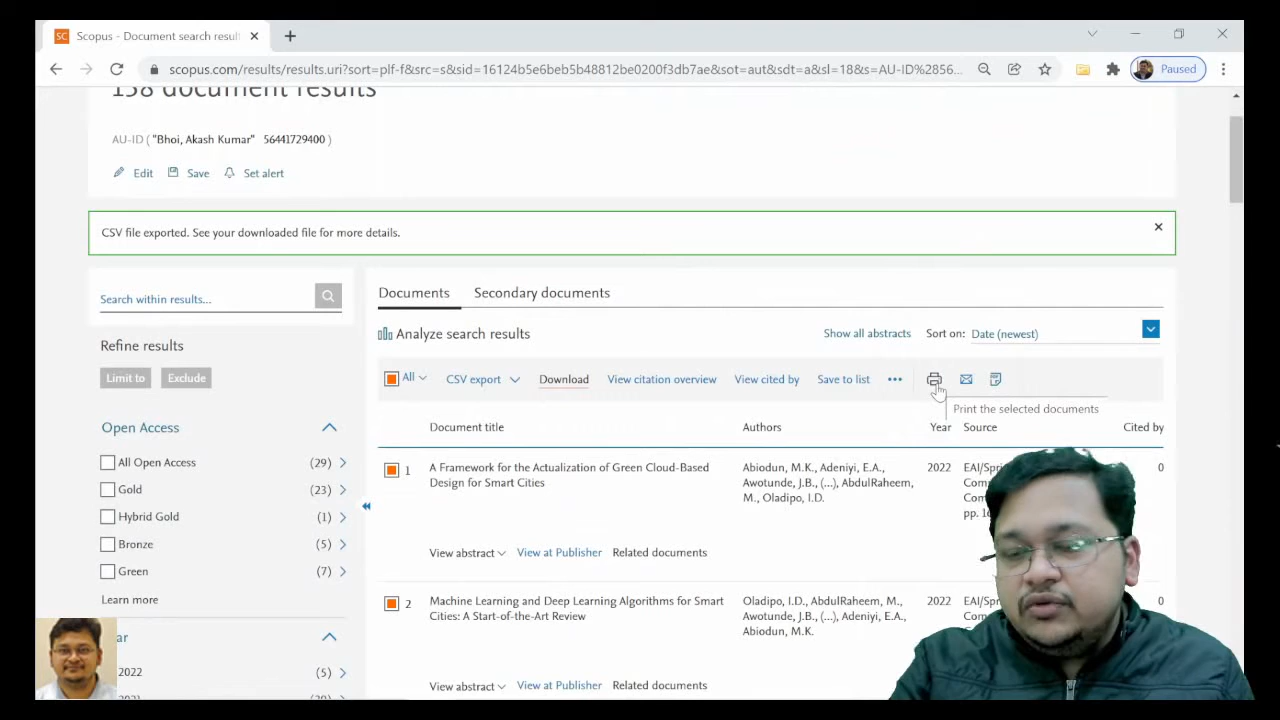 SC Scopus - Document search result
scopus.com/results/results.uri?sort=plf-f&src=s&sid=16124b5e6beb5b48812be0200f3db7ae&sot=aut&sdt=a&sl=18&s=AU-ID%2856... Paused
158 document results
AU-ID ( "Bhoi, Akash Kumar" 56441729400 )
Edit Save Set alert
CSV file exported. See your downloaded file for more details.
Search within results...
Refine results
Limit to Exclude
Open Access
All Open Access (29)
Gold (23)
Hybrid Gold (1)
Bronze (5)
Green (7)
Learn more
2022 (5)
Documents Secondary documents
Analyze search results Show all abstracts Sort on: Date (newest)
All CSV export Download View citation overview View cited by Save to list •••
Print the selected documents
Document title Authors Year Source Cited by
1 A Framework for the Actualization of Green Cloud-Based Abiodun, M.K., Adeniyi, E.A., 2022 EAI/Spri 0
Design for Smart Cities Awotunde, J.B., (...), AbdulRaheem,
M., Oladipo, I.D.
pp.
View abstract View at Publisher Related documents
2 Machine Learning and Deep Learning Algorithms for Smart Oladipo, I.D., AbdulRaheem, M., 2022 0
Cities: A Start-of-the-Art Review Awotunde, J.B., (...), Adeniyi, E.A.,
Abiodun, M.K.
View abstract View at Publisher Related documents